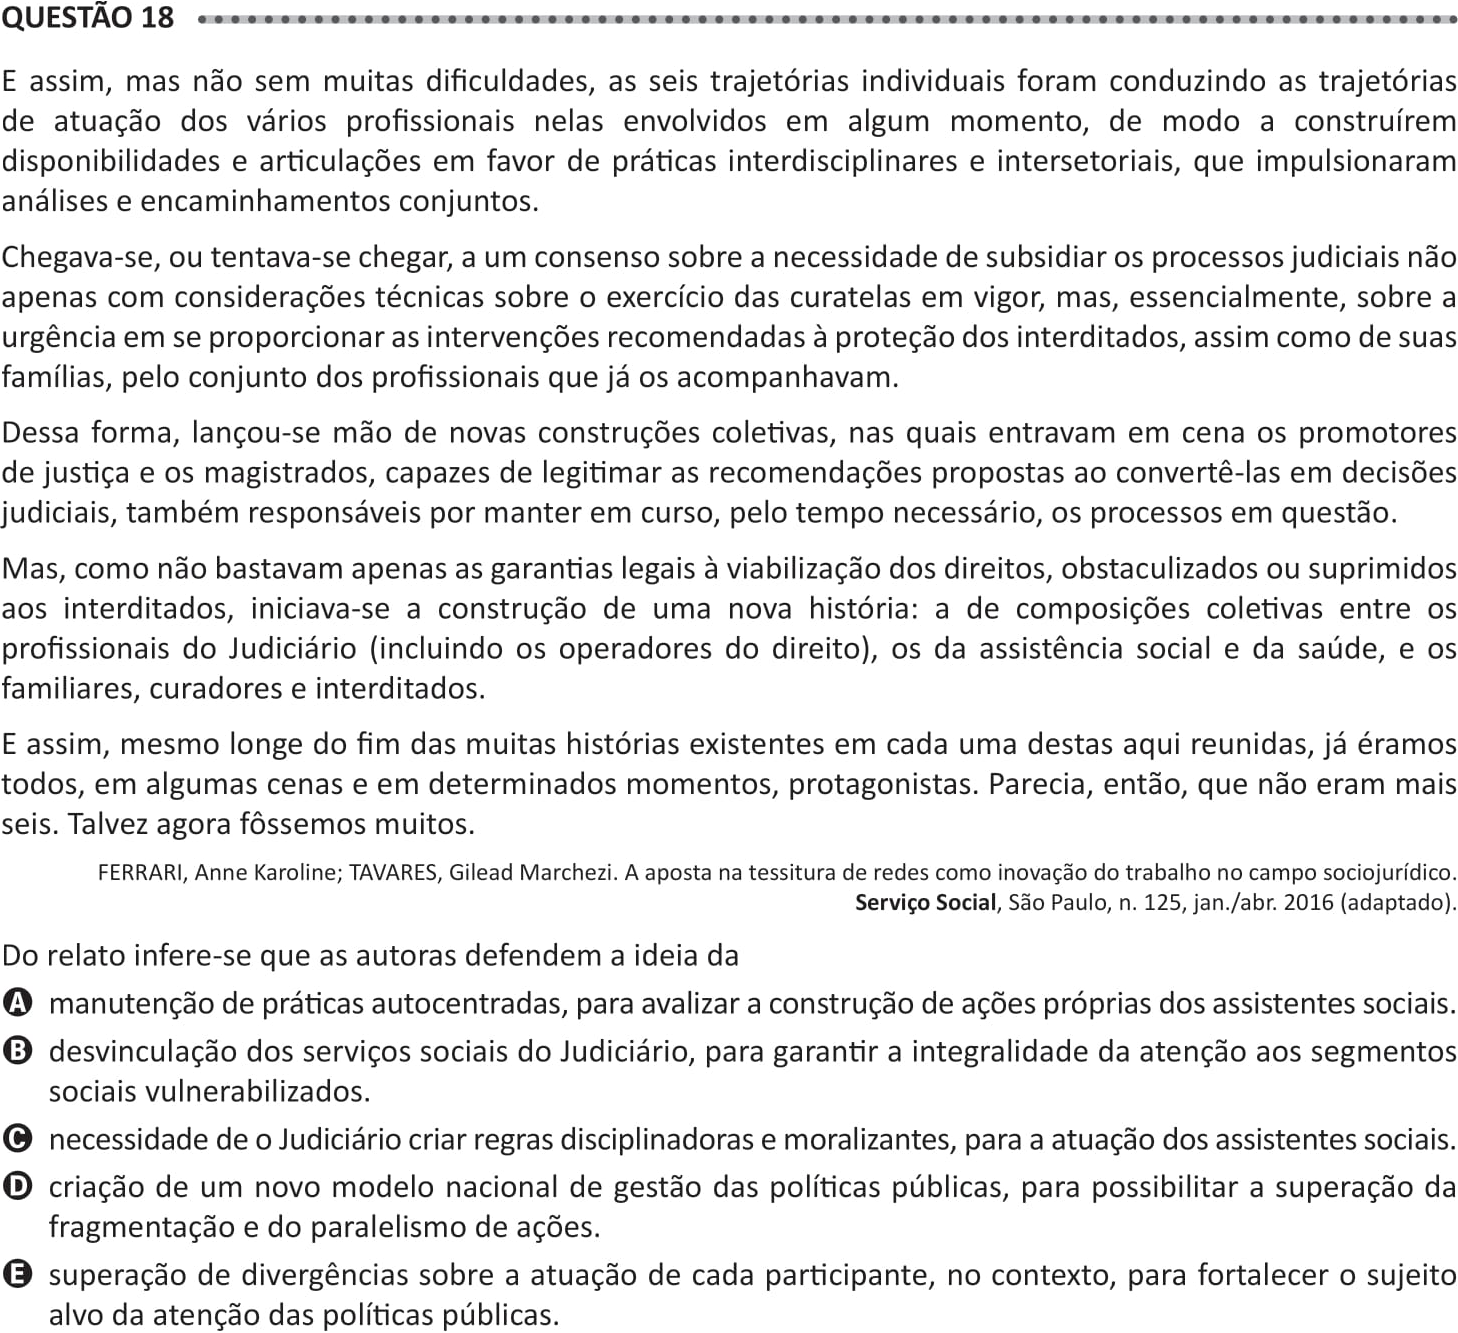 QUESTÃO 18
E assim, mas não sem muitas dificuldades, as seis trajetórias individuais foram conduzindo as trajetórias
de atuação dos vários profissionais nelas envolvidos em algum momento, de modo a construírem
disponibilidades e articulações em favor de práticas interdisciplinares e intersetoriais, que impulsionaram
análises e encaminhamentos conjuntos.
Chegava-se, ou tentava-se chegar, a um consenso sobre a necessidade de subsidiar os processos judiciais não
apenas com considerações técnicas sobre o exercício das curatelas em vigor, mas, essencialmente, sobre a
urgência em se proporcionar as intervenções recomendadas à proteção dos interditados, assim como de suas
famílias, pelo conjunto dos profissionais que já os acompanhavam.
Dessa forma, lançou-se mão de novas construções coletivas, nas quais entravam em cena os promotores
de justiça e os magistrados, capazes de legitimar as recomendações propostas ao convertê-las em decisões
judiciais, também responsáveis por manter em curso, pelo tempo necessário, os processos em questão.
Mas, como não bastavam apenas as garantias legais à viabilização dos direitos, obstaculizados ou suprimidos
aos interditados, iniciava-se a construção de uma nova história: a de composições coletivas entre os
profissionais do Judiciário (incluindo os operadores do direito), os da assistência social e da saúde, e os
familiares, curadores e interditados.
E assim, mesmo longe do fim das muitas histórias existentes em cada uma destas aqui reunidas, já éramos
todos, em algumas cenas e em determinados momentos, protagonistas. Parecia, então, que não eram mais
seis. Talvez agora fôssemos muitos.
FERRARI, Anne Karoline; TAVARES, Gilead Marchezi. A aposta na tessitura de redes como inovação do trabalho no campo sociojurídico.
Serviço Social, São Paulo, n. 125, jan./abr. 2016 (adaptado).
Do relato infere-se que as autoras defendem a ideia da
A manutenção de práticas autocentradas, para avalizar a construção de ações próprias dos assistentes sociais.
B desvinculação dos serviços sociais do Judiciário, para garantir a integralidade da atenção aos segmentos
sociais vulnerabilizados.
C necessidade de o Judiciário criar regras disciplinadoras e moralizantes, para a atuação dos assistentes sociais.
D criação de um novo modelo nacional de gestão das políticas públicas, para possibilitar a superação da
fragmentação e do paralelismo de ações.
E superação de divergências sobre a atuação de cada participante, no contexto, para fortalecer o sujeito
alvo da atenção das políticas públicas.